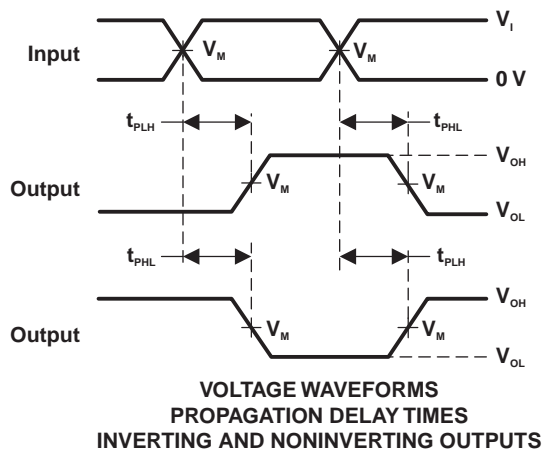 V_I
Input
V_M
V_M
0 V
t_PLH
t_PHL
V_OH
Output
V_M
V_M
V_OL
t_PHL
t_PLH
V_OH
Output
V_M
V_M
V_OL
VOLTAGE WAVEFORMS
PROPAGATION DELAY TIMES
INVERTING AND NONINVERTING OUTPUTS